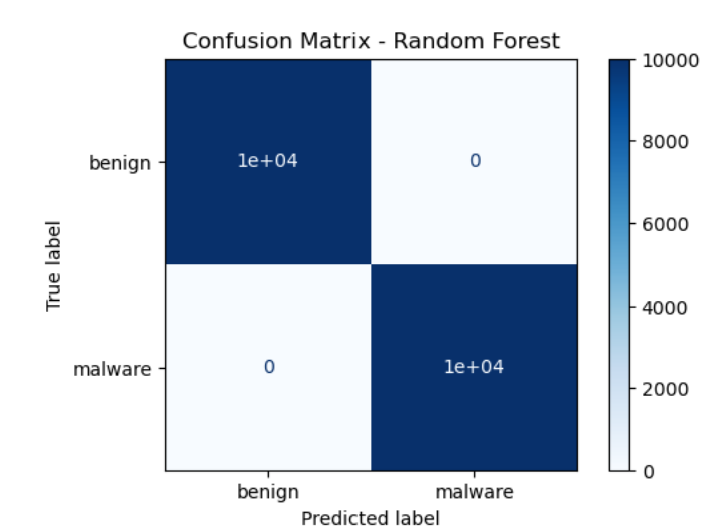 Confusion Matrix - Random Forest
True label
benign
malware
1e+04
0
0
1e+04
benign
malware
Predicted label
10000
8000
6000
4000
2000
0